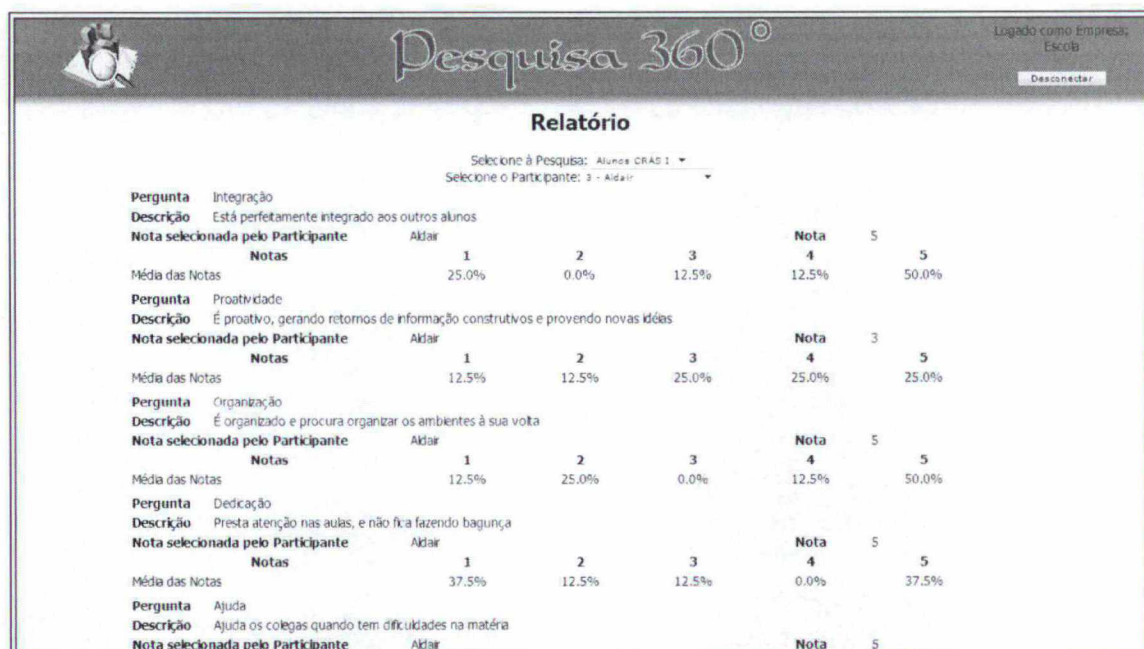 Pesquisa 360°
Logado como Empresa:
Escola
Desconectar
Relatório
Selecione à Pesquisa: Alunos CRAS 1
Selecione o Participante: 3 - Aldair
Pergunta Integração
Descrição Está perfeitamente integrado aos outros alunos
Nota selecionada pelo Participante Aldair Nota 5
Notas 1 2 3 4 5
Média das Notas 25.0% 0.0% 12.5% 12.5% 50.0%
Pergunta Proatividade
Descrição É proativo, gerando retornos de informação construtivos e provendo novas idéias
Nota selecionada pelo Participante Aldair Nota 3
Notas 1 2 3 4 5
Média das Notas 12.5% 12.5% 25.0% 25.0% 25.0%
Pergunta Organização
Descrição É organizado e procura organizar os ambientes à sua volta
Nota selecionada pelo Participante Aldair Nota 5
Notas 1 2 3 4 5
Média das Notas 12.5% 25.0% 0.0% 12.5% 50.0%
Pergunta Dedicação
Descrição Presta atenção nas aulas, e não fica fazendo bagunça
Nota selecionada pelo Participante Aldair Nota 5
Notas 1 2 3 4 5
Média das Notas 37.5% 12.5% 12.5% 0.0% 37.5%
Pergunta Ajuda
Descrição Ajuda os colegas quando tem dificuldades na matéria
Nota selecionada pelo Participante Aldair Nota 5